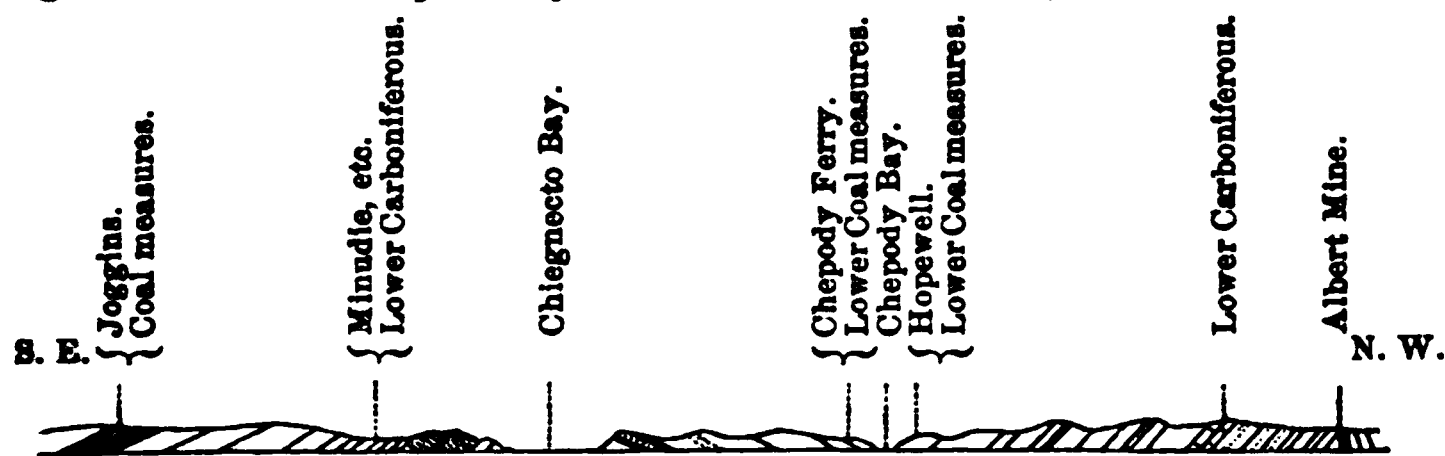 S. E.
Joggins.
Coal measures.
Minudie, etc.
Lower Carboniferous.
Chiegnecto Bay.
Chepody Ferry.
Lower Coal measures.
Chepody Bay.
Hopewell.
Lower Coal measures.
Lower Carboniferous.
Albert Mine.
N. W.